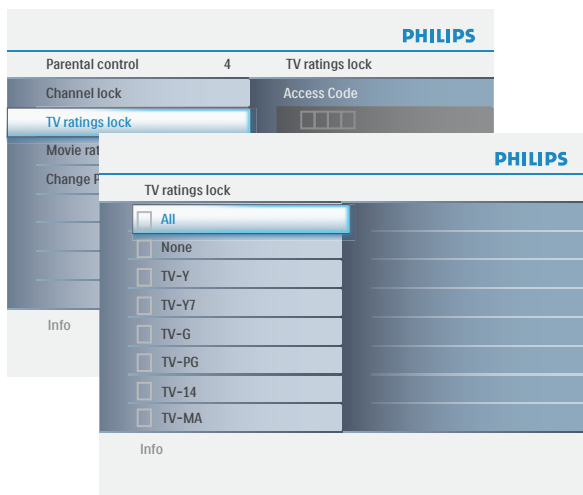 PHILIPS
Parental control 4 TV ratings lock
Channel lock Access Code
TV ratings lock
Movie rat
Change P
Info
PHILIPS
TV ratings lock
All
None
TV-Y
TV-Y7
TV-G
TV-PG
TV-14
TV-MA
Info